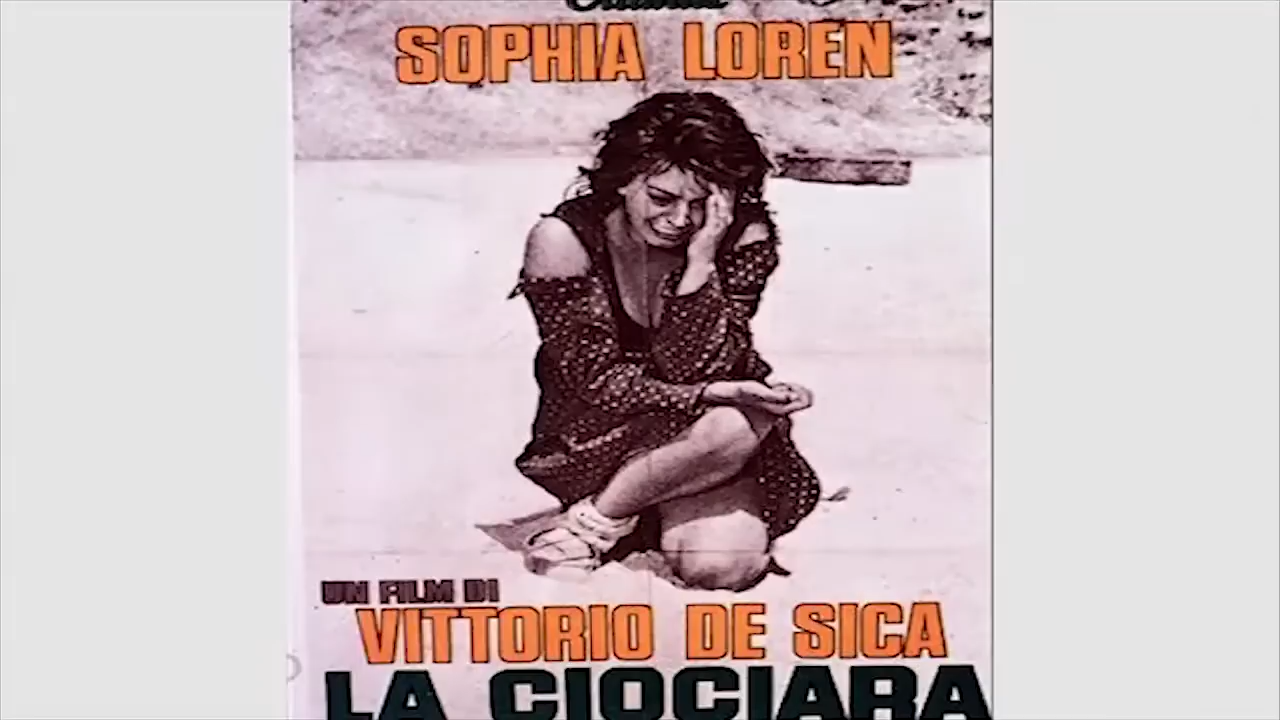 SOPHIA LOREN
UN FILM DI
VITTORIO DE SICA
LA CIOCIARA